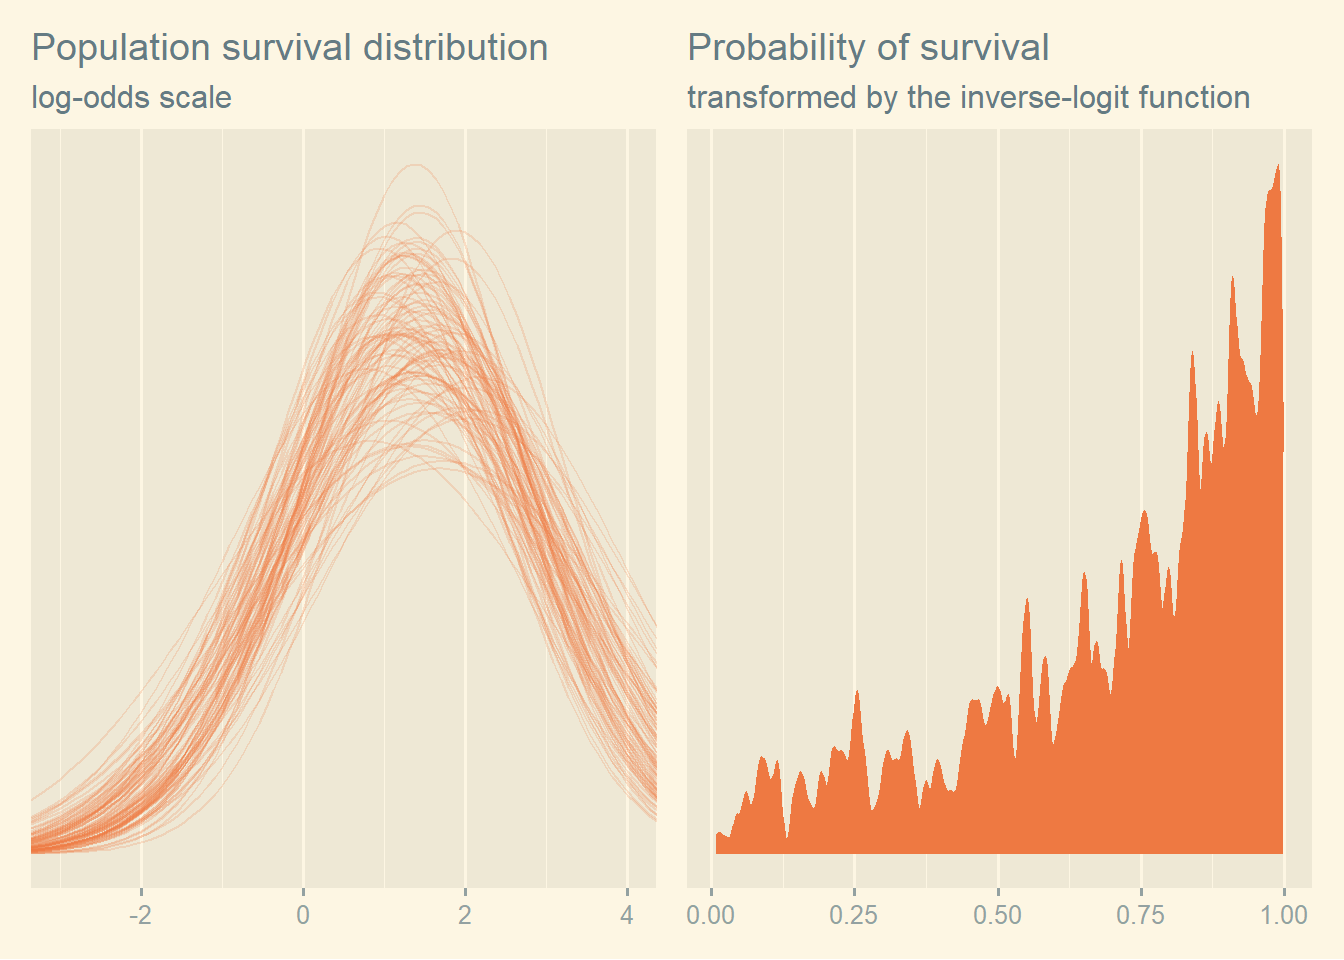 Population survival distribution
log-odds scale
-2 0 2 4
Probability of survival
transformed by the inverse-logit function
0.00 0.25 0.50 0.75 1.00